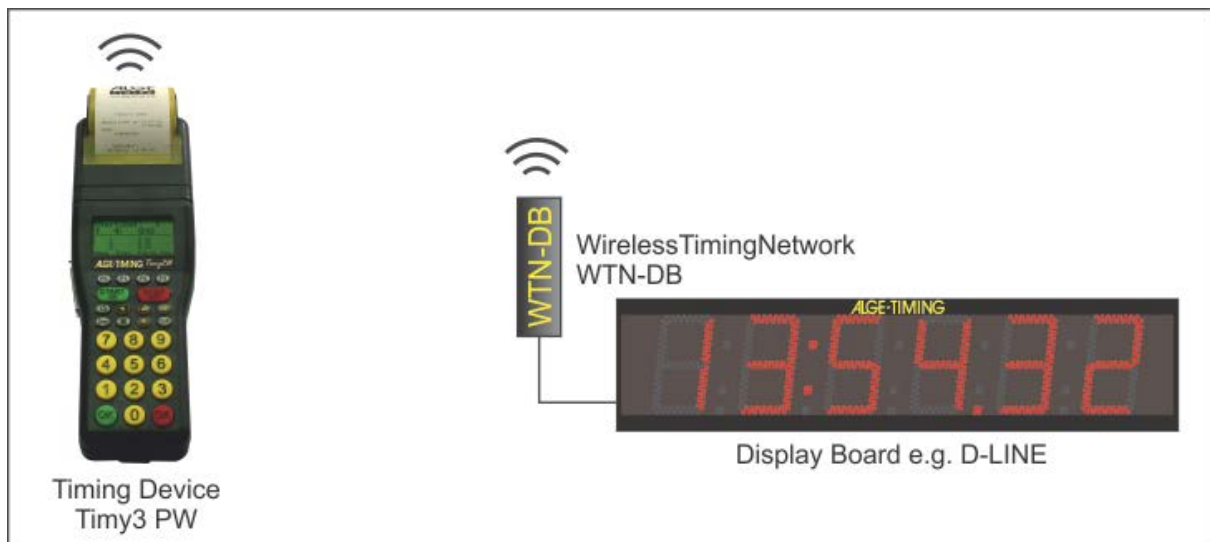 WTN-DB
WirelessTimingNetwork
WTN-DB
ALGE-TIMING
13:54.32
Display Board e.g. D-LINE
ALGE-TIMING
7 8 9
4 5 6
1 2 3
0
Timing Device
Timy3 PW